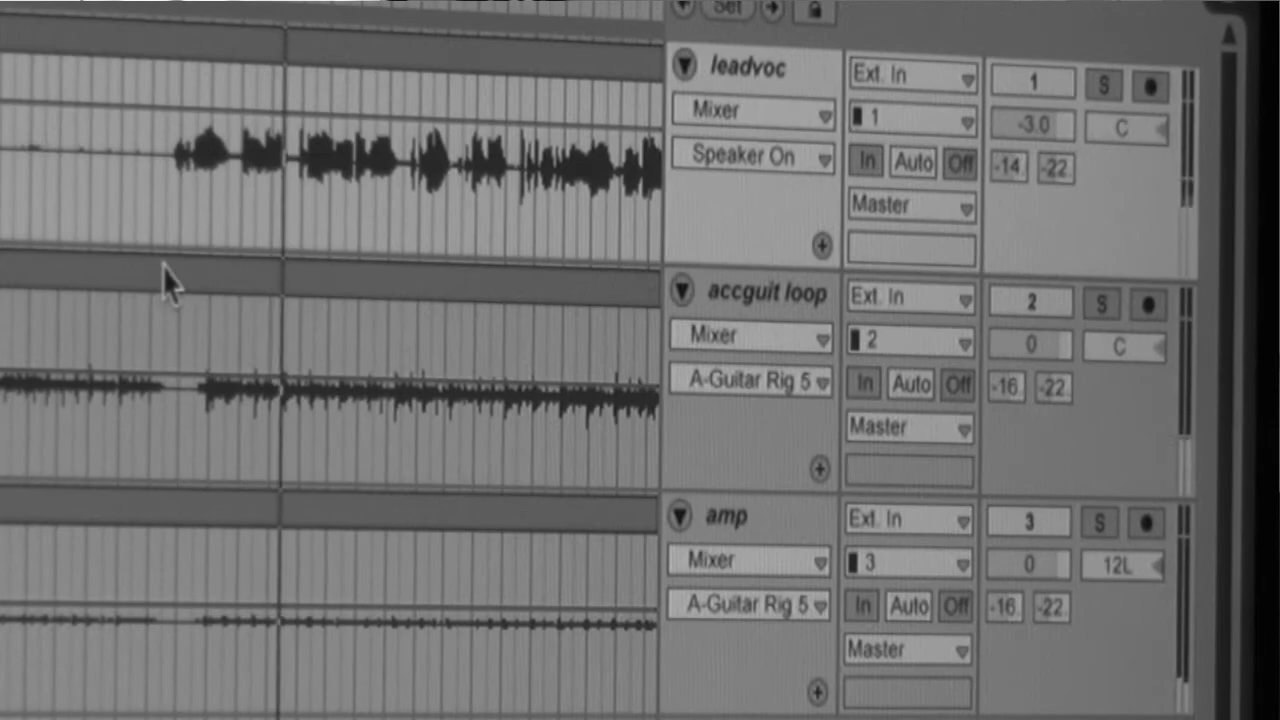 Set
leadvoc Ext. In 1 S
Mixer 1 -3.0 C
Speaker On In Auto Off -14 -22
Master
accguit loop Ext. In 2 S
Mixer 2 0 C
A-Guitar Rig 5 In Auto Off -16 -22
Master
amp Ext. In 3 S
Mixer 3 0 12L
A-Guitar Rig 5 In Auto Off -16 -22
Master